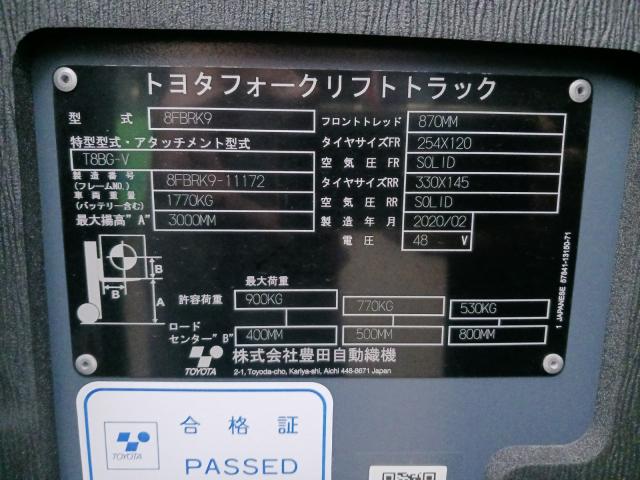 トヨタフォークリフトトラック
型 式 8FBRK9
特型型式・アタッチメント型式
T8BG-V
製造番号
(フレームNO.) 8FBRK9-11172
車両重量
(バッテリー含む) 1770KG
最大揚高"A" 3000MM
フロントトレッド 870MM
タイヤサイズFR 254X120
空気圧FR SOLID
タイヤサイズRR 330X145
空気圧RR SOLID
製造年月 2020/02
電圧 48 V
B
B
A
最大荷重
許容荷重 900KG 770KG 530KG
ロード
センター"B" 400MM 500MM 800MM
TOYOTA
株式会社豊田自動織機
2-1, Toyoda-cho, Kariya-shi, Aichi 448-8671 Japan
1 JAPANESE 57841-13150-71
TOYOTA
合格証
PASSED